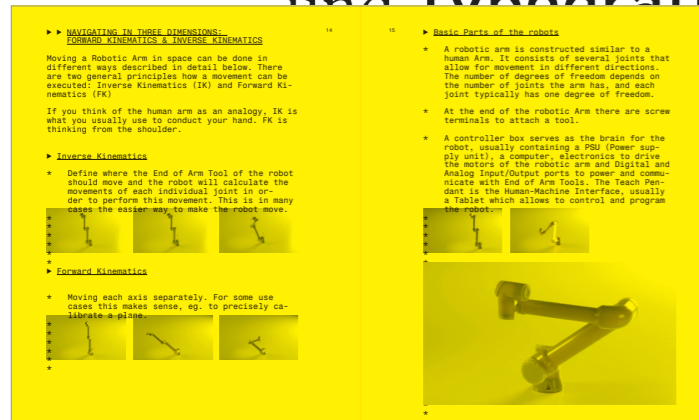 and Typografi
▶ ▶ NAVIGATING IN THREE DIMENSIONS:
FORWARD KINEMATICS & INVERSE KINEMATICS
14
Moving a Robotic Arm in space can be done in
different ways described in detail below. There
are two general principles how a movement can be
executed: Inverse Kinematics (IK) and Forward Ki-
nematics (FK)
If you think of the human arm as an analogy, IK is
what you usually use to conduct your hand. FK is
thinking from the shoulder.
▶ Inverse Kinematics
* Define where the End of Arm Tool of the robot
should move and the robot will calculate the
movements of each individual joint in or-
der to perform this movement. This is in many
cases the easier way to make the robot move.
*
*
*
*
*
*
▶ Forward Kinematics
* Moving each axis separately. For some use
cases this makes sense, eg. to precisely ca-
librate a plane.
*
*
*
*
*
*
15
▶ Basic Parts of the robots
* A robotic arm is constructed similar to a
human Arm. It consists of several joints that
allow for movement in different directions.
The number of degrees of freedom depends on
the number of joints the arm has, and each
joint typically has one degree of freedom.
* At the end of the robotic Arm there are screw
terminals to attach a tool.
* A controller box serves as the brain for the
robot, usually containing a PSU (Power sup-
ply unit), a computer, electronics to drive
the motors of the robotic arm and Digital and
Analog Input/Output ports to power and commu-
nicate with End of Arm Tools. The Teach Pen-
dant is the Human-Machine Interface, usually
a Tablet which allows to control and program
the robot.
*
*
*
*
*
*
*